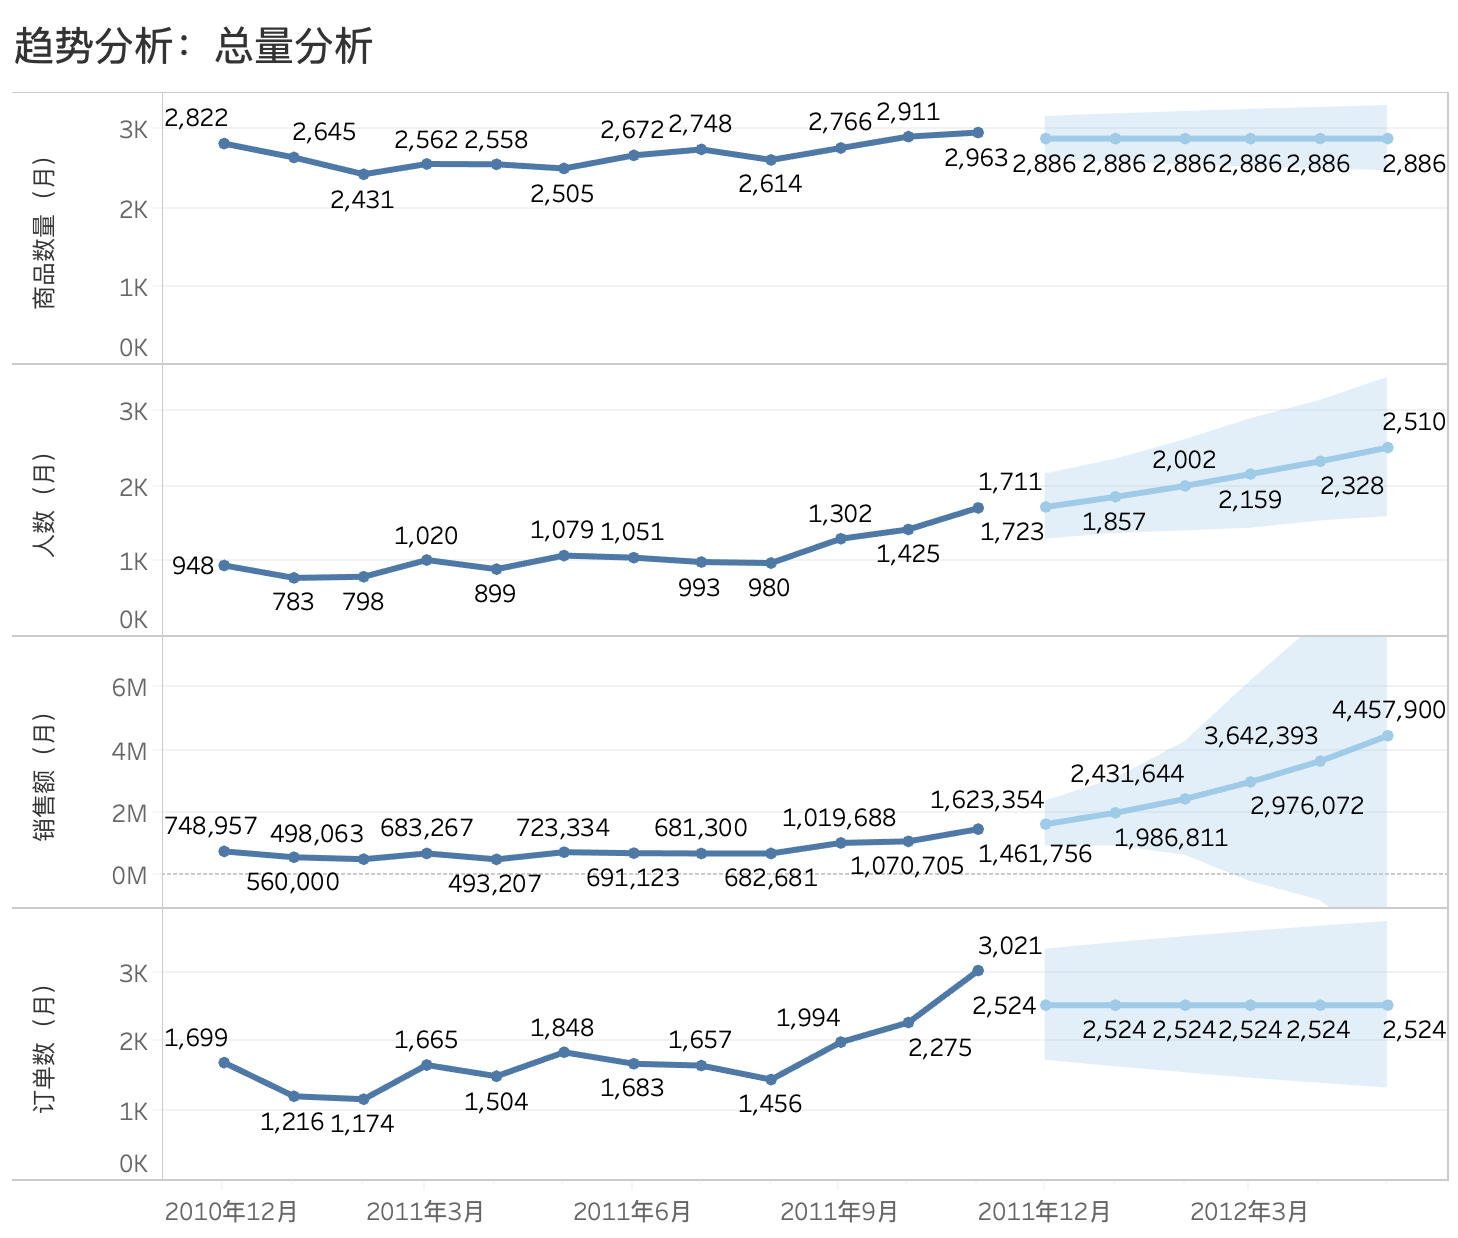 趋势分析：总量分析
商品数量（月）
3K
2K
1K
0K
2,822
2,645
2,431
2,562
2,558
2,505
2,672
2,748
2,614
2,766
2,911
2,963
2,886
2,886
2,886
2,886
2,886
2,886
人数（月）
3K
2K
1K
0K
948
783
798
1,020
899
1,079
1,051
993
980
1,302
1,425
1,711
1,723
1,857
2,002
2,159
2,328
2,510
销售额（月）
6M
4M
2M
0M
748,957
560,000
498,063
683,267
493,207
723,334
691,123
681,300
682,681
1,019,688
1,070,705
1,461,756
1,623,354
1,986,811
2,431,644
2,976,072
3,642,393
4,457,900
订单数（月）
3K
2K
1K
0K
1,699
1,216
1,174
1,665
1,504
1,848
1,683
1,657
1,456
1,994
2,275
3,021
2,524
2,524
2,524
2,524
2,524
2,524
2010年12月
2011年3月
2011年6月
2011年9月
2011年12月
2012年3月